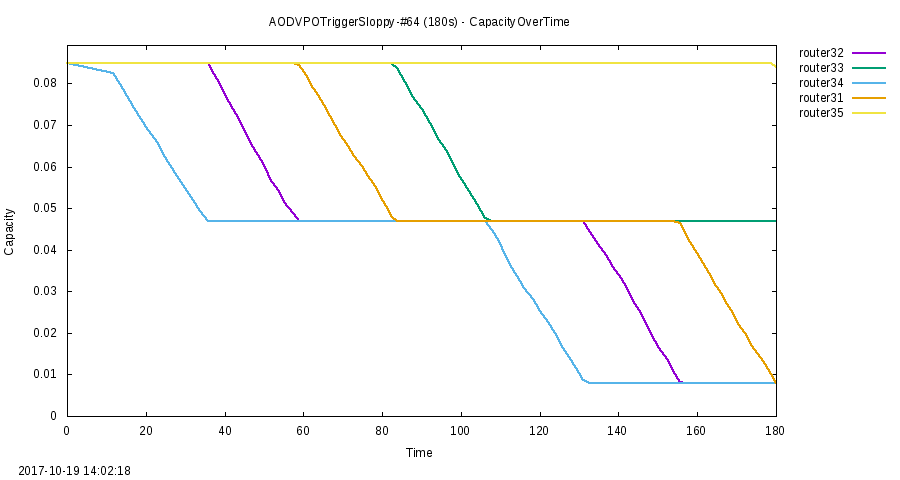 AODVPOTriggerSloppy-#64 (180s) - CapacityOverTime
router32
router33
router34
router31
router35
0.08
0.07
0.06
0.05
0.04
0.03
0.02
0.01
0
Capacity
0 20 40 60 80 100 120 140 160 180
Time
2017-10-19 14:02:18